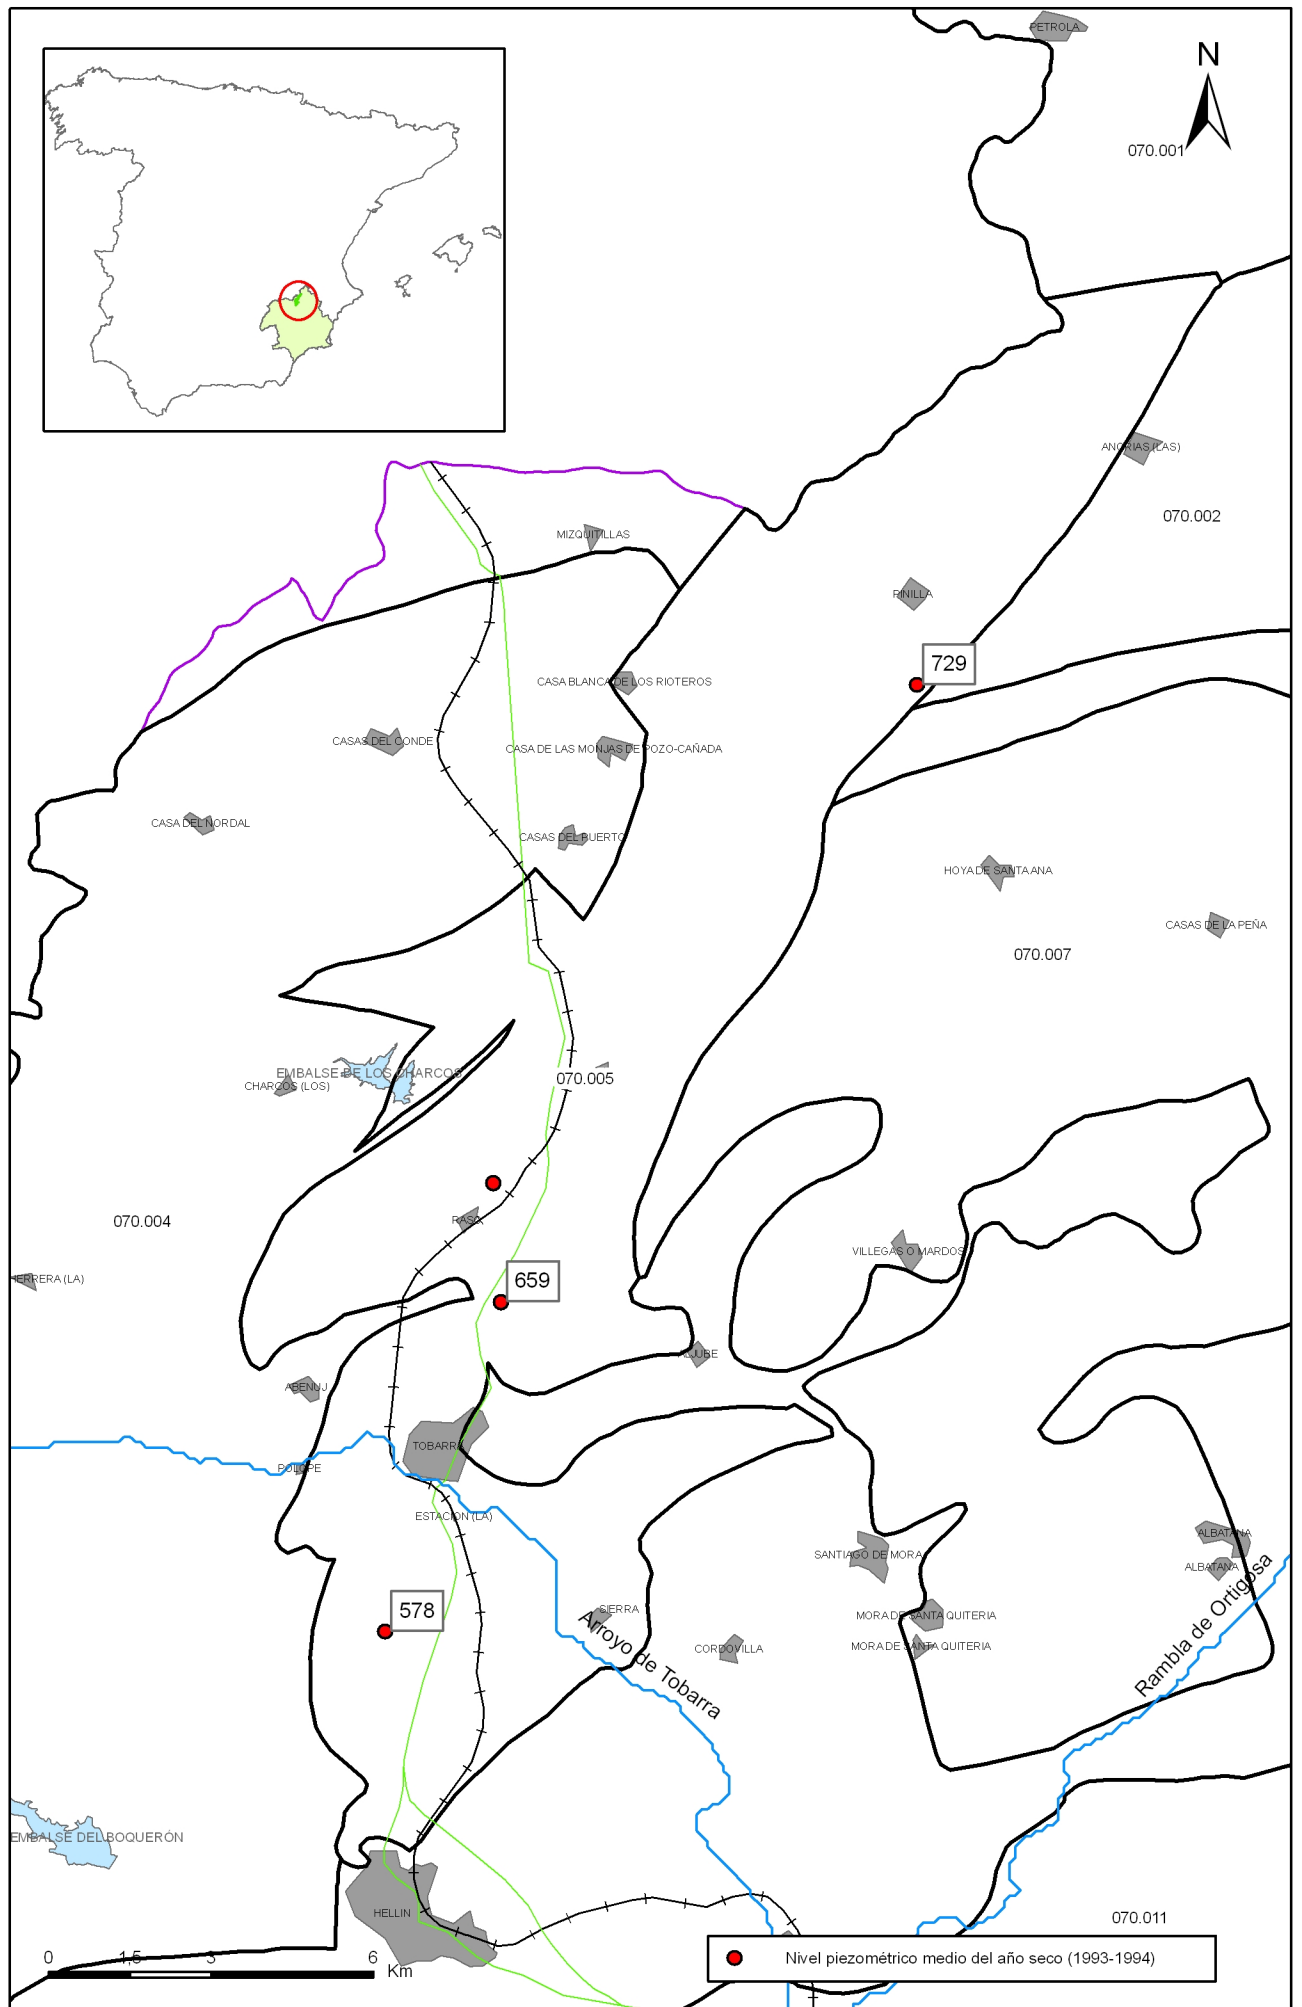 PETROLA
N
070.001
ANORIAS (LAS)
070.002
MIZQUITILLAS
PINILLA
729
CASA BLANCA DE LOS RIOTEROS
CASAS DEL CONDE
CASA DE LAS MONJAS DE POZO-CAÑADA
CASA DEL NORDAL
CASAS DEL PUERTO
HOYA DE SANTA ANA
CASAS DE LA PEÑA
070.007
EMBALSE DE LOS CHARCOS
CHARCOS (LOS)
070.005
070.004
RASO
VILLEGAS O MARDOS
HERRERA (LA)
659
ALJUBE
ABENUJ
TOBARRA
POLOPE
ESTACION (LA)
SANTIAGO DE MORA
ALBATANA
ALBATANA
578
SIERRA
MORA DE SANTA QUITERIA
CORDOVILLA
MORA DE SANTA QUITERIA
Arroyo de Tobarra
Rambla de Ortigosa
EMBALSE DEL BOQUERÓN
HELLIN
070.011
0 1,5 3 6
Km
Nivel piezométrico medio del año seco (1993-1994)